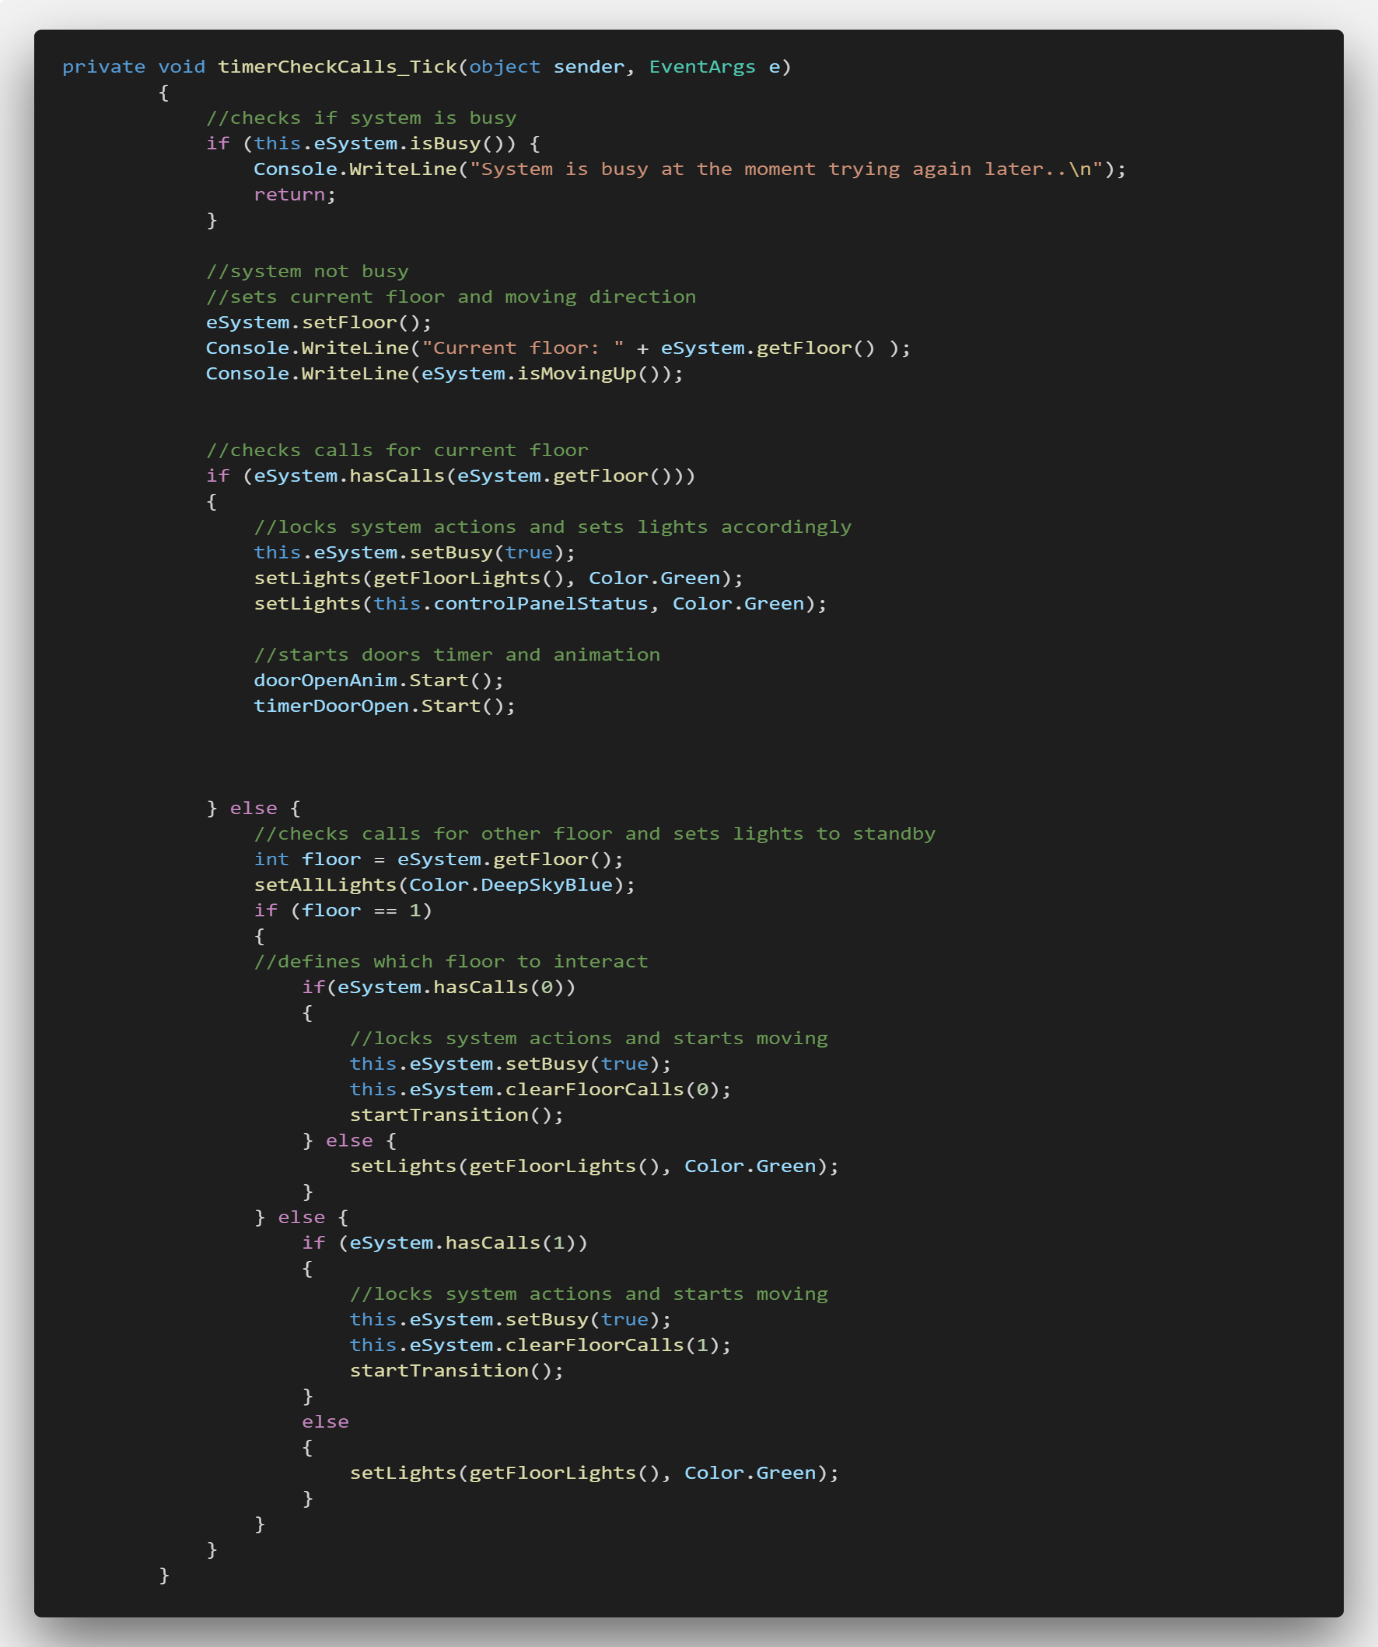 private void timerCheckCalls_Tick(object sender, EventArgs e)
        {
            //checks if system is busy
            if (this.eSystem.isBusy()) {
                Console.WriteLine("System is busy at the moment trying again later..\n");
                return;
            }

            //system not busy
            //sets current floor and moving direction
            eSystem.setFloor();
            Console.WriteLine("Current floor: " + eSystem.getFloor() );
            Console.WriteLine(eSystem.isMovingUp());


            //checks calls for current floor
            if (eSystem.hasCalls(eSystem.getFloor()))
            {
                //locks system actions and sets lights accordingly
                this.eSystem.setBusy(true);
                setLights(getFloorLights(), Color.Green);
                setLights(this.controlPanelStatus, Color.Green);

                //starts doors timer and animation
                doorOpenAnim.Start();
                timerDoorOpen.Start();



            } else {
                //checks calls for other floor and sets lights to standby
                int floor = eSystem.getFloor();
                setAllLights(Color.DeepSkyBlue);
                if (floor == 1)
                {
                //defines which floor to interact
                    if(eSystem.hasCalls(0))
                    {
                        //locks system actions and starts moving
                        this.eSystem.setBusy(true);
                        this.eSystem.clearFloorCalls(0);
                        startTransition();
                    } else {
                        setLights(getFloorLights(), Color.Green);
                    }
                } else {
                    if (eSystem.hasCalls(1))
                    {
                        //locks system actions and starts moving
                        this.eSystem.setBusy(true);
                        this.eSystem.clearFloorCalls(1);
                        startTransition();
                    }
                    else
                    {
                        setLights(getFloorLights(), Color.Green);
                    }
                }
            }
        }